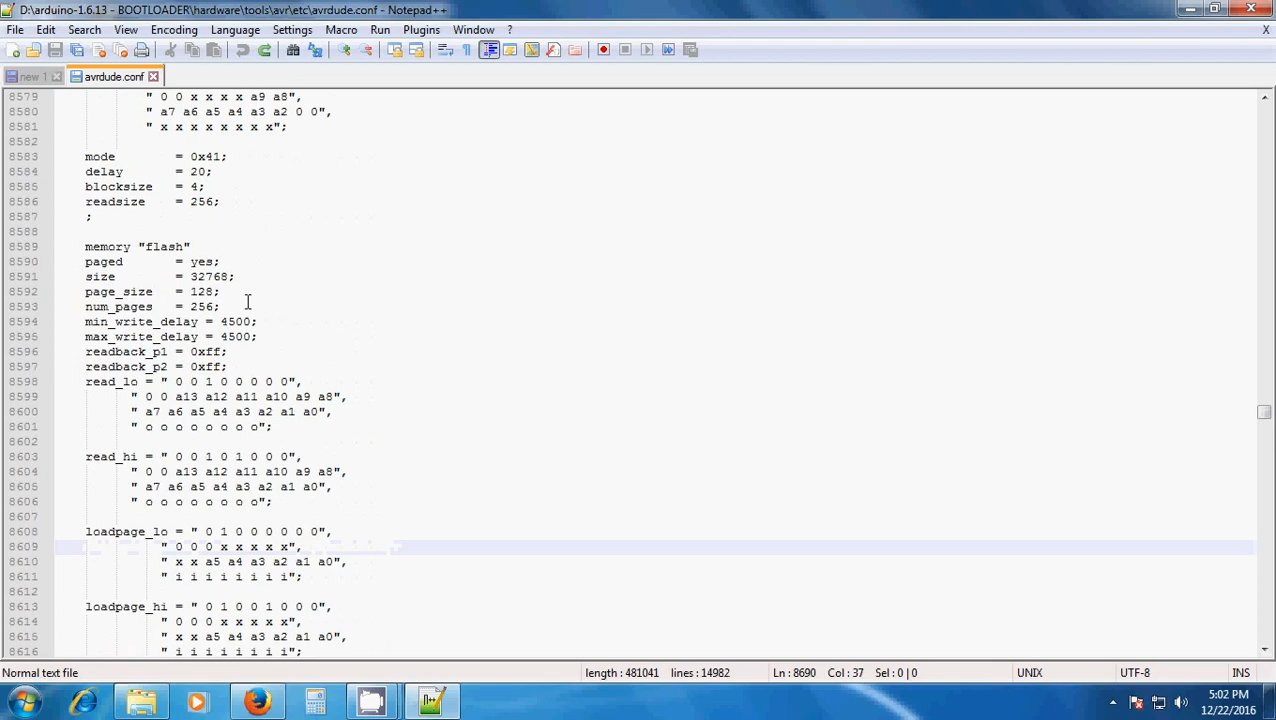 D:\arduino-1.6.13 - BOOTLOADER\hardware\tools\avr\etc\avrdude.conf - Notepad++
File Edit Search View Encoding Language Settings Macro Run Plugins Window ? X
new 1 avrdude.conf
8579 " 0 0 x x x x a9 a8",
8580 " a7 a6 a5 a4 a3 a2 0 0",
8581 " x x x x x x x x";
8582
8583 mode = 0x41;
8584 delay = 20;
8585 blocksize = 4;
8586 readsize = 256;
8587 ;
8588
8589 memory "flash"
8590 paged = yes;
8591 size = 32768;
8592 page_size = 128;
8593 num_pages = 256;
8594 min_write_delay = 4500;
8595 max_write_delay = 4500;
8596 readback_p1 = 0xff;
8597 readback_p2 = 0xff;
8598 read_lo = " 0 0 1 0 0 0 0 0",
8599 " 0 0 a13 a12 a11 a10 a9 a8",
8600 " a7 a6 a5 a4 a3 a2 a1 a0",
8601 " o o o o o o o o";
8602
8603 read_hi = " 0 0 1 0 1 0 0 0",
8604 " 0 0 a13 a12 a11 a10 a9 a8",
8605 " a7 a6 a5 a4 a3 a2 a1 a0",
8606 " o o o o o o o o";
8607
8608 loadpage_lo = " 0 1 0 0 0 0 0 0",
8609 " 0 0 0 x x x x x",
8610 " x x a5 a4 a3 a2 a1 a0",
8611 " i i i i i i i i";
8612
8613 loadpage_hi = " 0 1 0 0 1 0 0 0",
8614 " 0 0 0 x x x x x",
8615 " x x a5 a4 a3 a2 a1 a0",
8616 " i i i i i i i i";
Normal text file length : 481041 lines : 14982 Ln : 8690 Col : 37 Sel : 0 | 0 UNIX UTF-8 INS
5:02 PM
12/22/2016